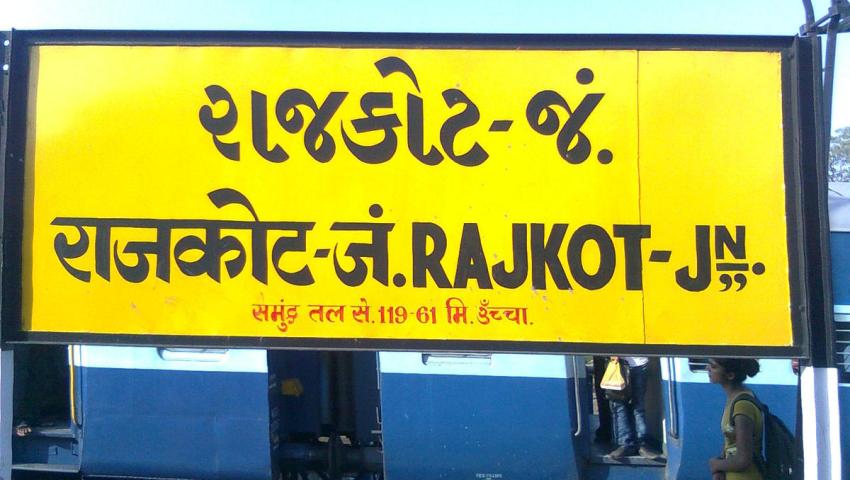 રાજકોટ-જં.
राजकोट-जं. RAJKOT-JN.
समुंद्र तल से. 119-61 मि. उँच्चा.